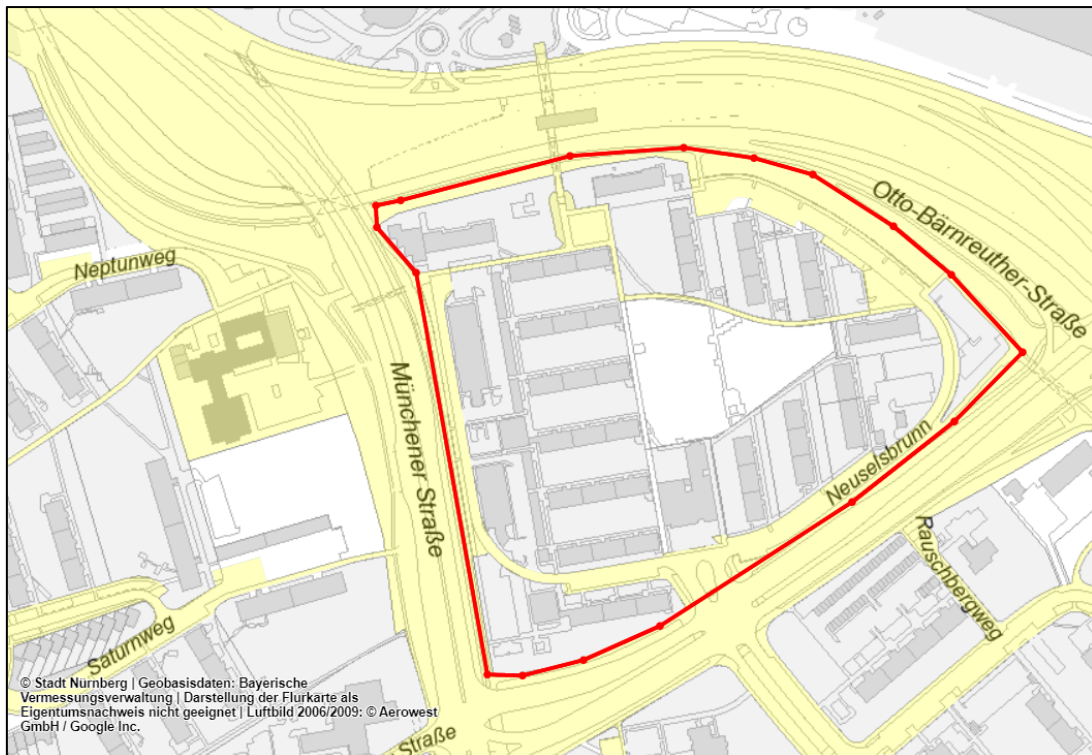 Otto-Bärnreuther-Straße
Neptunweg
Münchener Straße
Neuselsbrunn
Rauschbergweg
Saturnweg
© Stadt Nürnberg | Geobasisdaten: Bayerische
Vermessungsverwaltung | Darstellung der Flurkarte als
Eigentumsnachweis nicht geeignet | Luftbild 2006/2009: © Aerowest
GmbH / Google Inc.
Straße